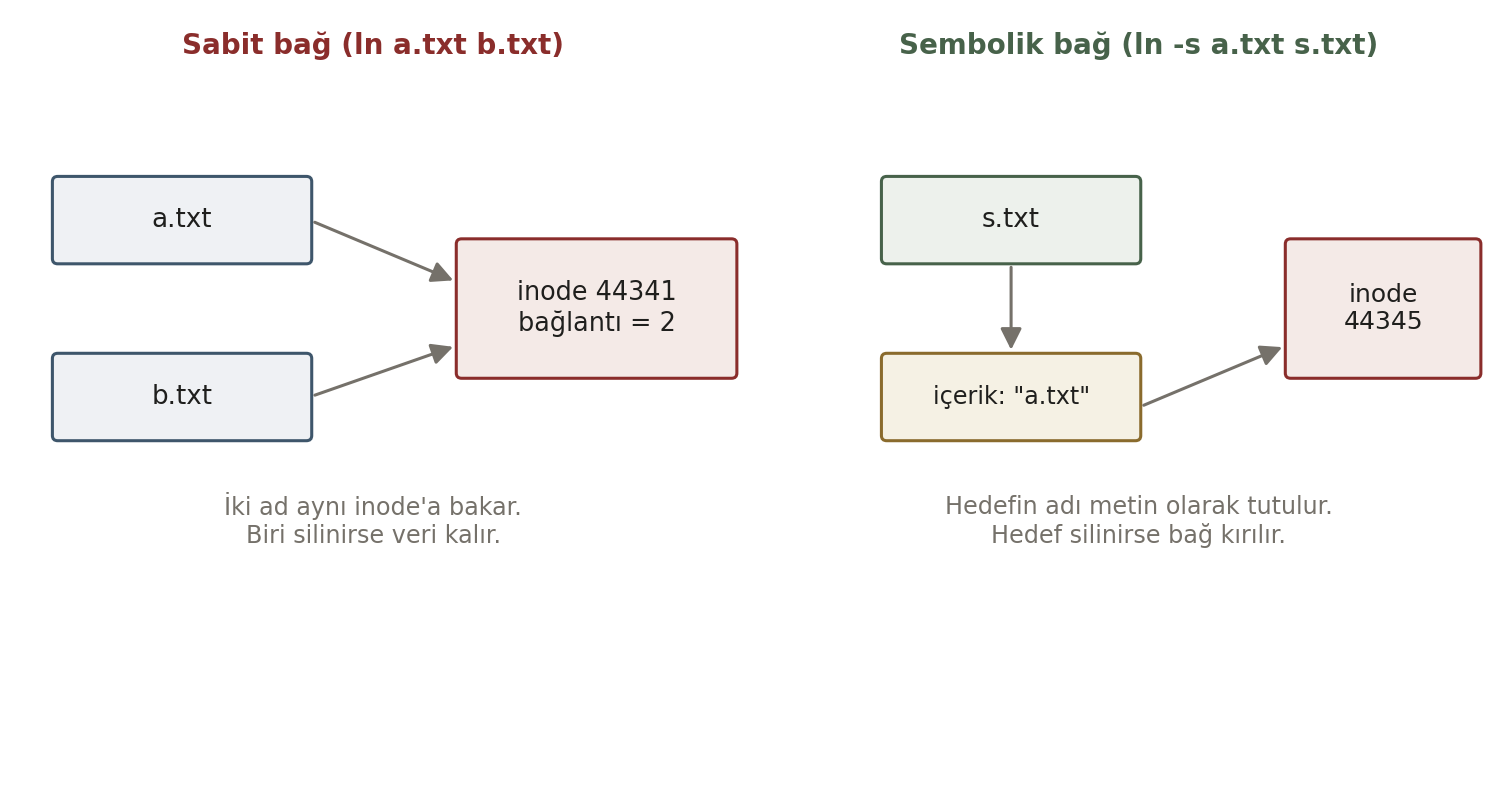 Sabit bağ (ln a.txt b.txt)
a.txt
b.txt
inode 44341
bağlantı = 2
İki ad aynı inode'a bakar.
Biri silinirse veri kalır.
Sembolik bağ (ln -s a.txt s.txt)
s.txt
içerik: "a.txt"
inode
44345
Hedefin adı metin olarak tutulur.
Hedef silinirse bağ kırılır.